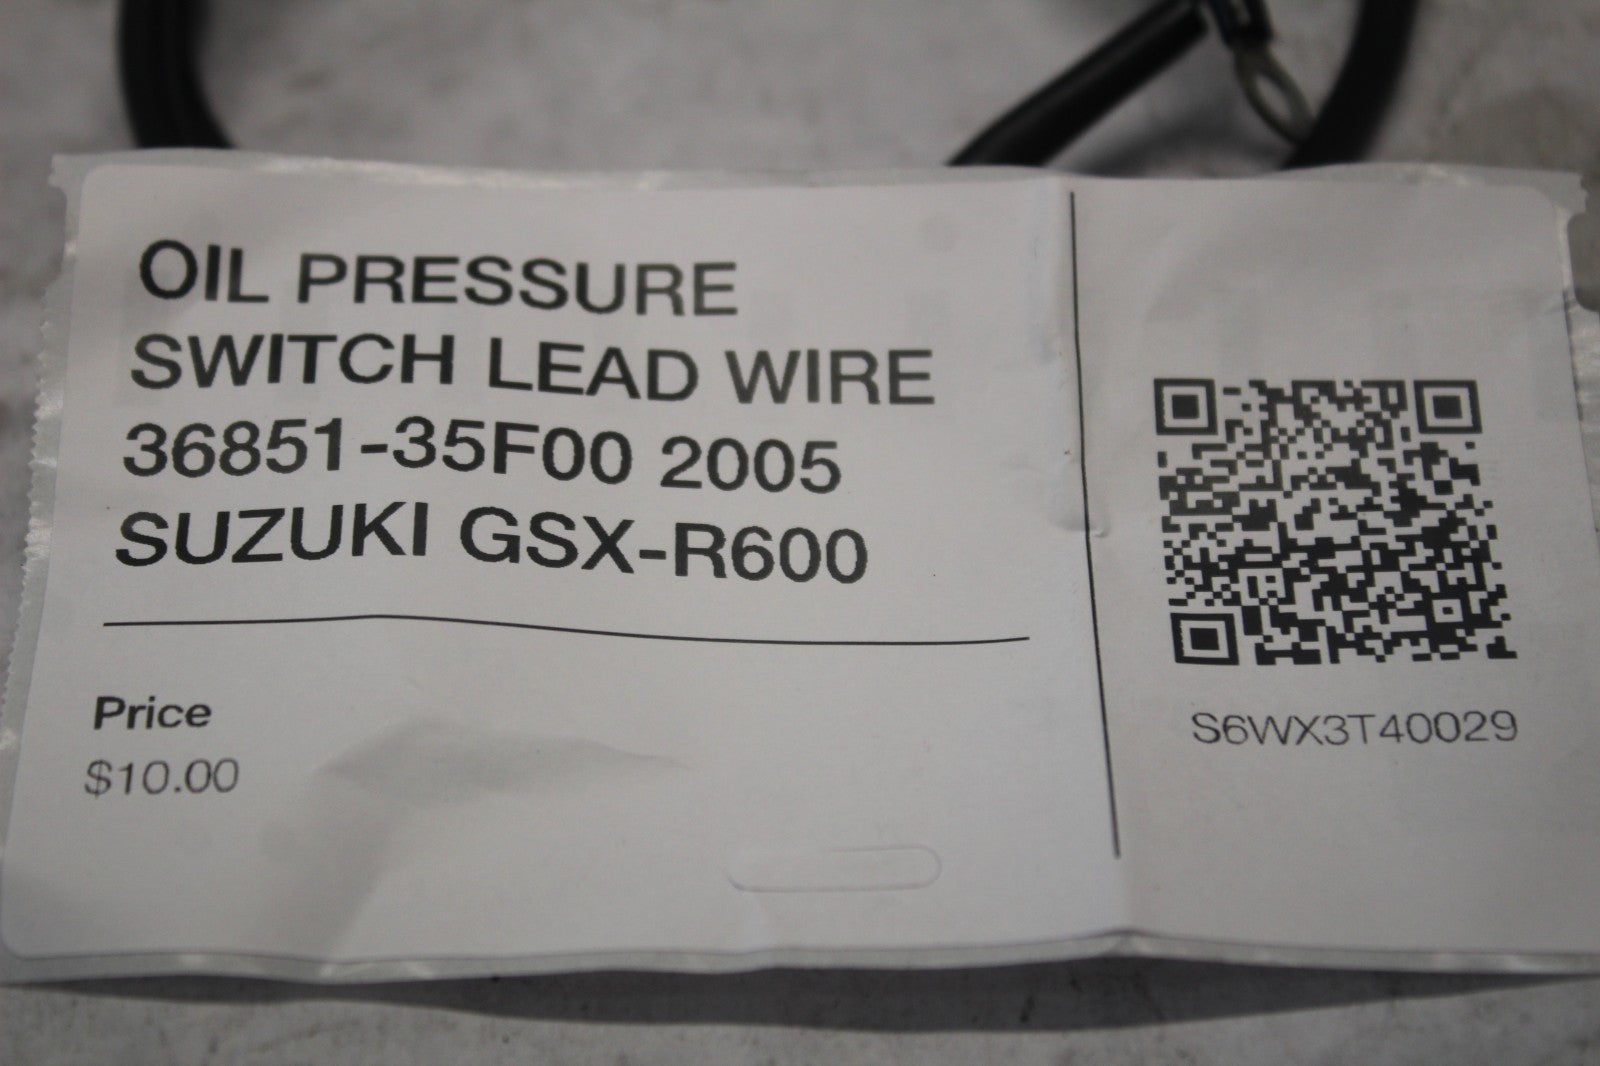 OIL PRESSURE
SWITCH LEAD WIRE
36851-35F00 2005
SUZUKI GSX-R600
Price
$10.00
S6WX3T40029